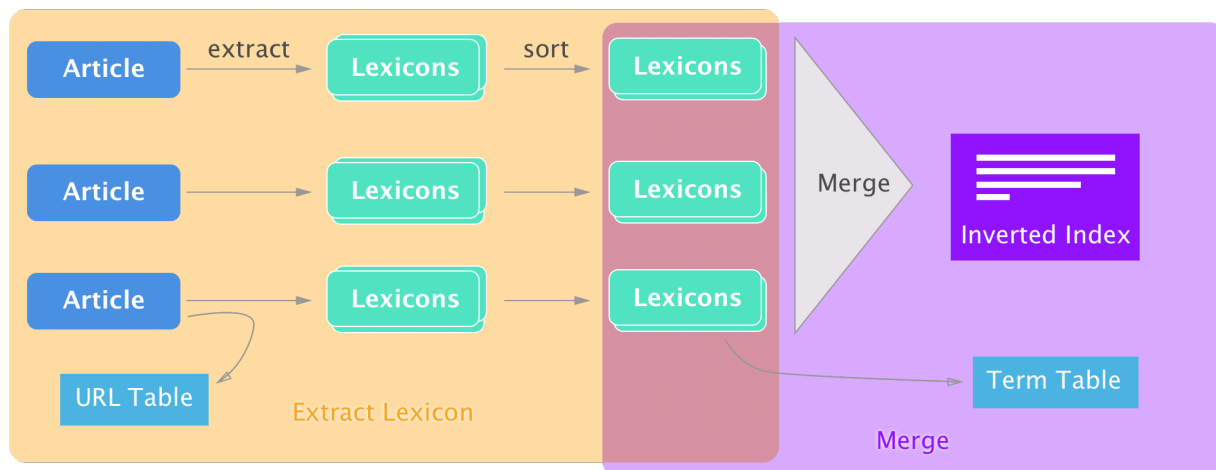 Article
extract
Lexicons
sort
Lexicons
Article
Lexicons
Lexicons
Merge
Inverted Index
Article
Lexicons
Lexicons
URL Table
Term Table
Extract Lexicon
Merge